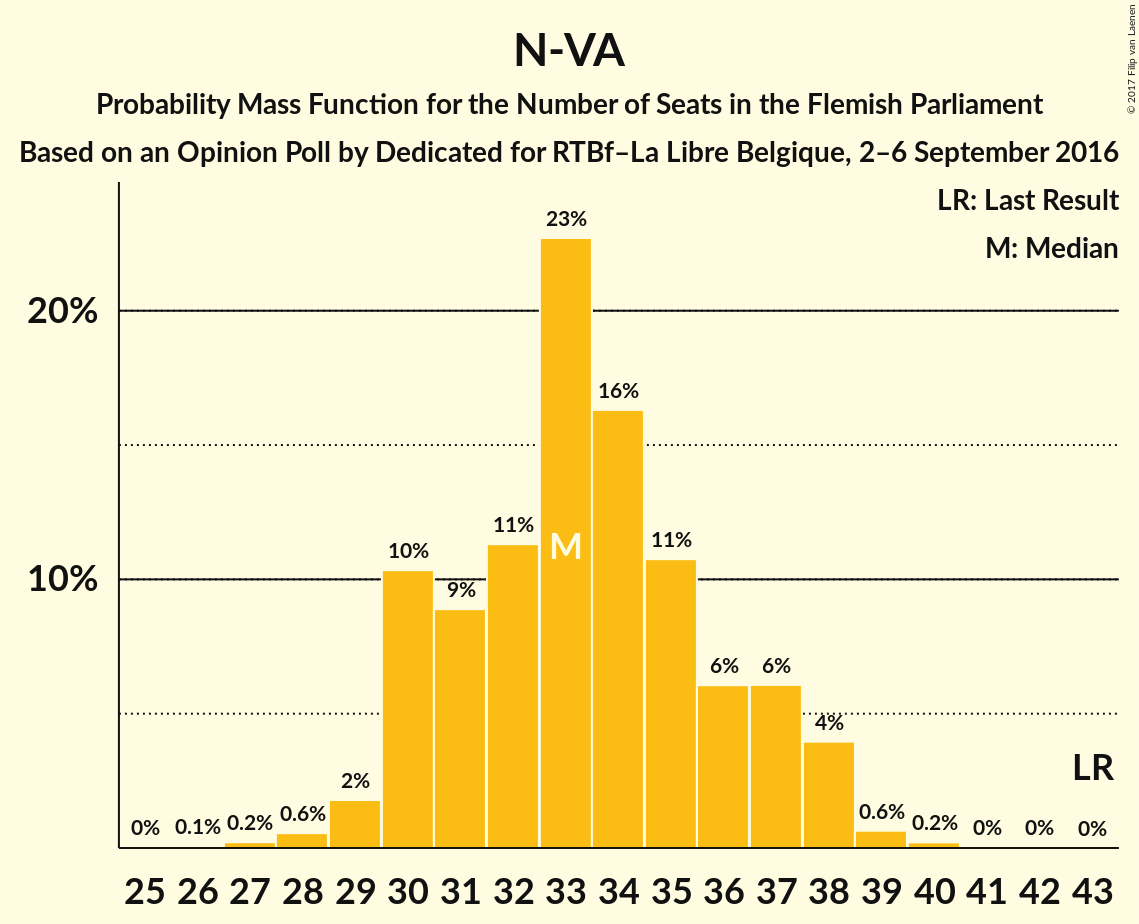 N-VA
Probability Mass Function for the Number of Seats in the Flemish Parliament
Based on an Opinion Poll by Dedicated for RTBf–La Libre Belgique, 2–6 September 2016
© 2017 Filip van Laenen
LR: Last Result
M: Median
20%
10%
0% 0.1% 0.2% 0.6% 2% 10% 9% 11% 23% 16% 11% 6% 6% 4% 0.6% 0.2% 0% 0% 0%
M
LR
25 26 27 28 29 30 31 32 33 34 35 36 37 38 39 40 41 42 43